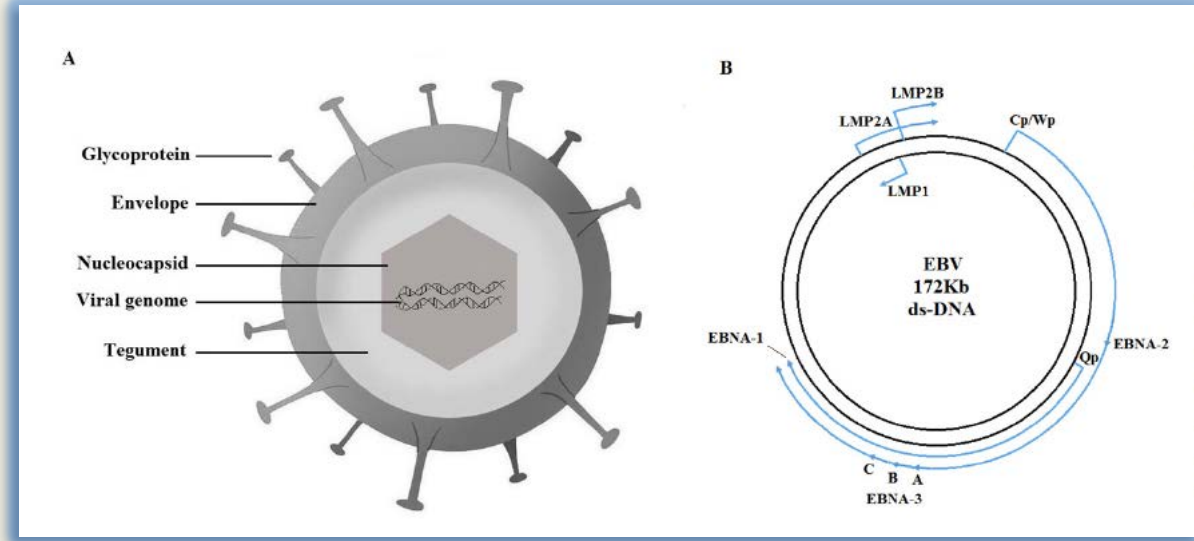 A
Glycoprotein
Envelope
Nucleocapsid
Viral genome
Tegument
B
LMP2B
LMP2A
Cp/Wp
LMP1
EBV
172Kb
ds-DNA
EBNA-1
EBNA-2
Qp
C
B
A
EBNA-3